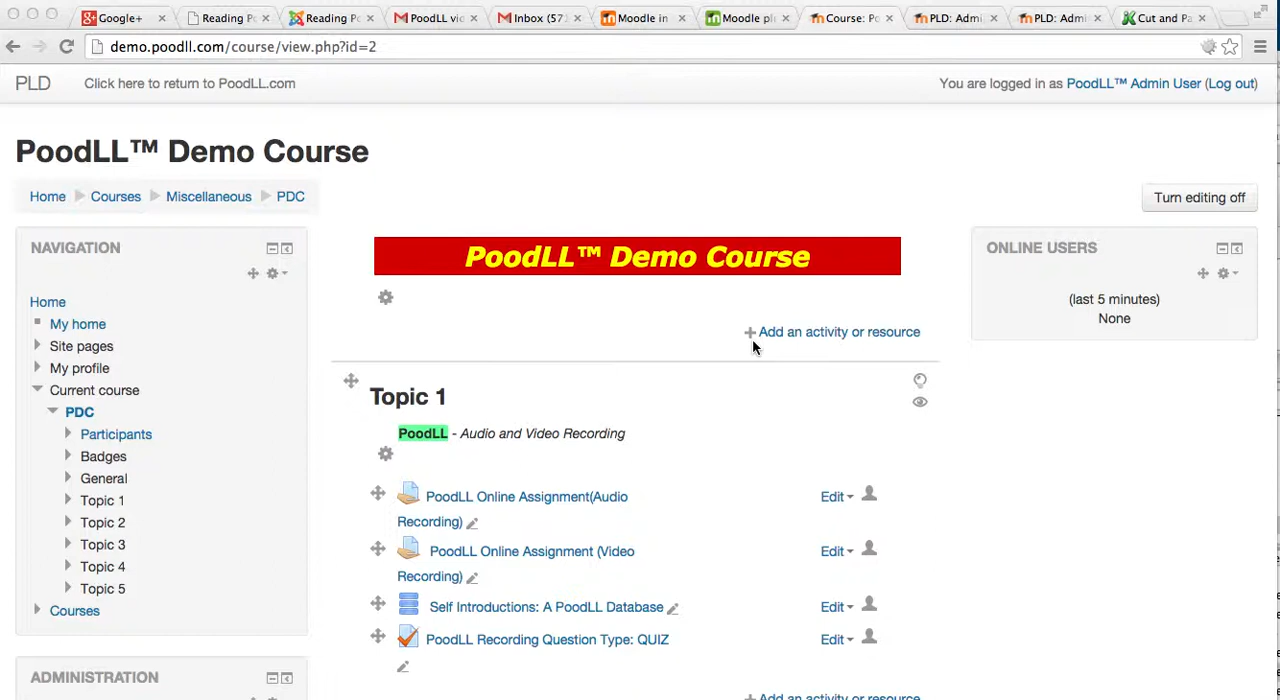 Google+ Reading P Reading P PoodLL vi Inbox (57 Moodle in Moodle pl Course: P PLD: Admi PLD: Admi Cut and Pa
demo.poodll.com/course/view.php?id=2
PLD Click here to return to PoodLL.com You are logged in as PoodLL™ Admin User (Log out)
PoodLL™ Demo Course
Home Courses Miscellaneous PDC Turn editing off
NAVIGATION
Home
My home
Site pages
My profile
Current course
PDC
Participants
Badges
General
Topic 1
Topic 2
Topic 3
Topic 4
Topic 5
Courses
ADMINISTRATION
PoodLL™ Demo Course
Add an activity or resource
Topic 1
PoodLL - Audio and Video Recording
PoodLL Online Assignment(Audio Edit
Recording)
PoodLL Online Assignment (Video Edit
Recording)
Self Introductions: A PoodLL Database Edit
PoodLL Recording Question Type: QUIZ Edit
Add an activity or resource
ONLINE USERS
(last 5 minutes)
None